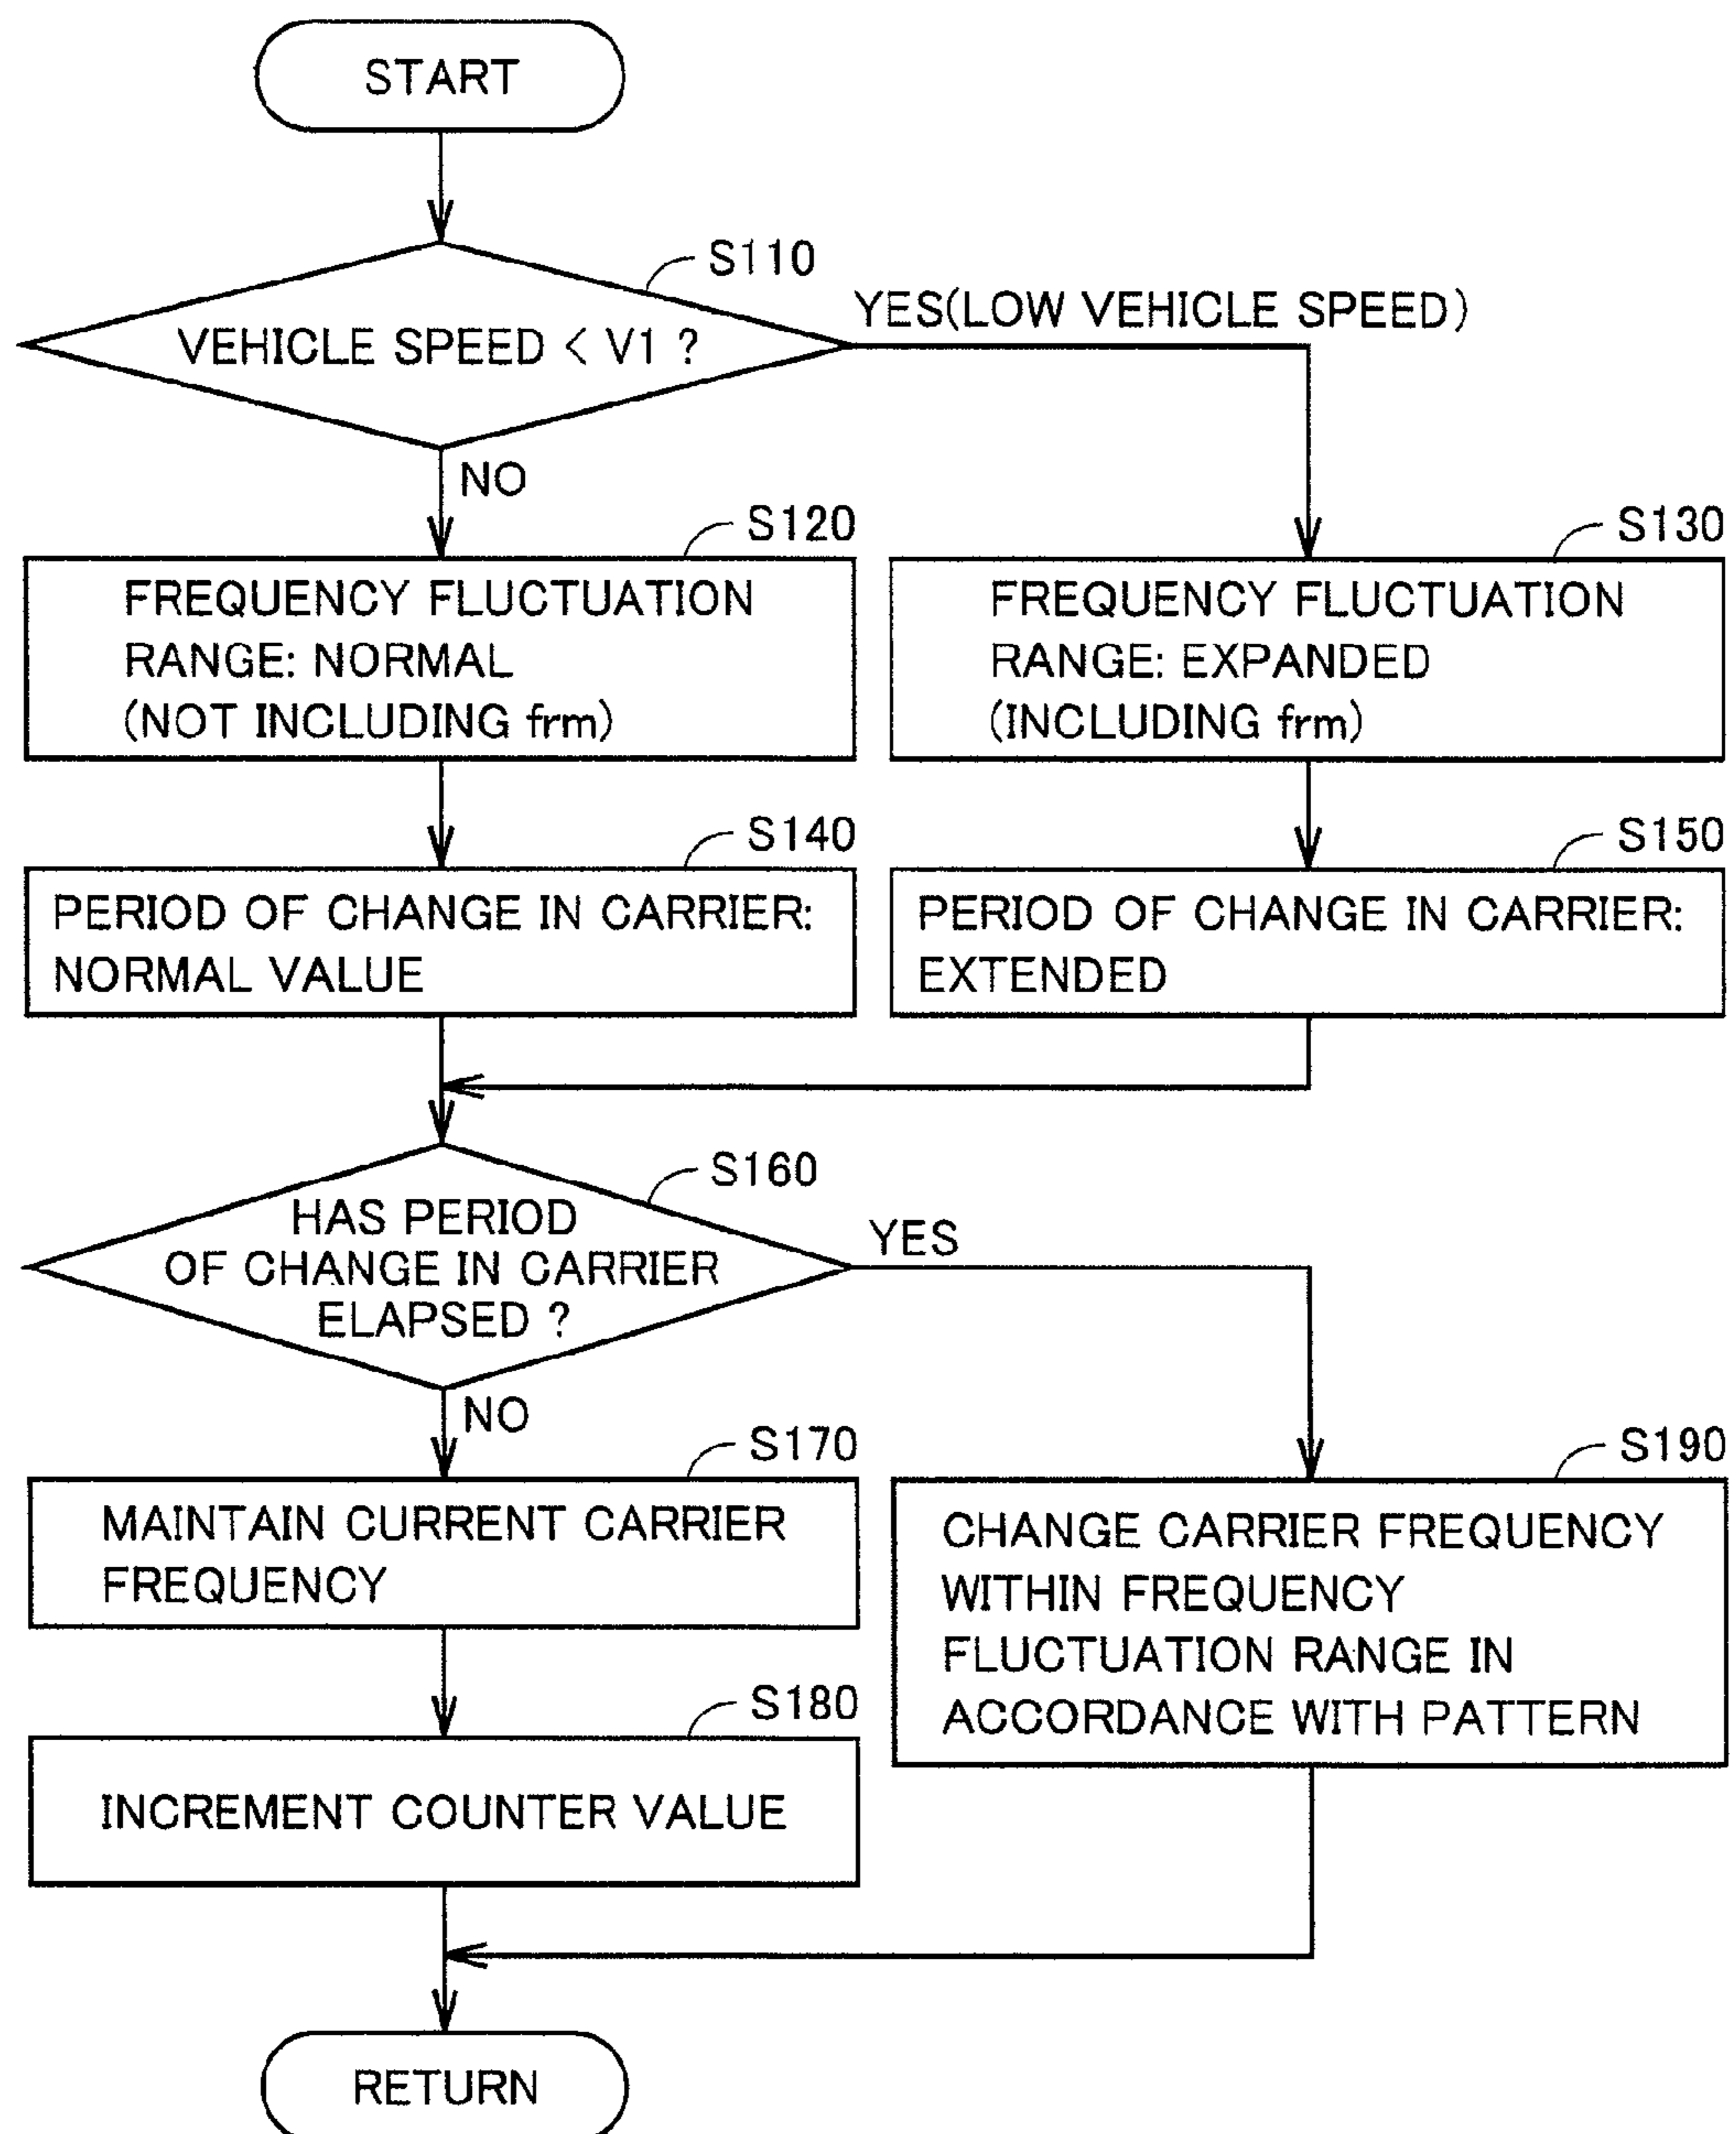 START
S110
VEHICLE SPEED < V1 ?
YES(LOW VEHICLE SPEED)
NO
S120
FREQUENCY FLUCTUATION
RANGE: NORMAL
(NOT INCLUDING frm)
S130
FREQUENCY FLUCTUATION
RANGE: EXPANDED
(INCLUDING frm)
S140
PERIOD OF CHANGE IN CARRIER:
NORMAL VALUE
S150
PERIOD OF CHANGE IN CARRIER:
EXTENDED
S160
HAS PERIOD
OF CHANGE IN CARRIER
ELAPSED ?
YES
NO
S170
MAINTAIN CURRENT CARRIER
FREQUENCY
S180
INCREMENT COUNTER VALUE
S190
CHANGE CARRIER FREQUENCY
WITHIN FREQUENCY
FLUCTUATION RANGE IN
ACCORDANCE WITH PATTERN
RETURN